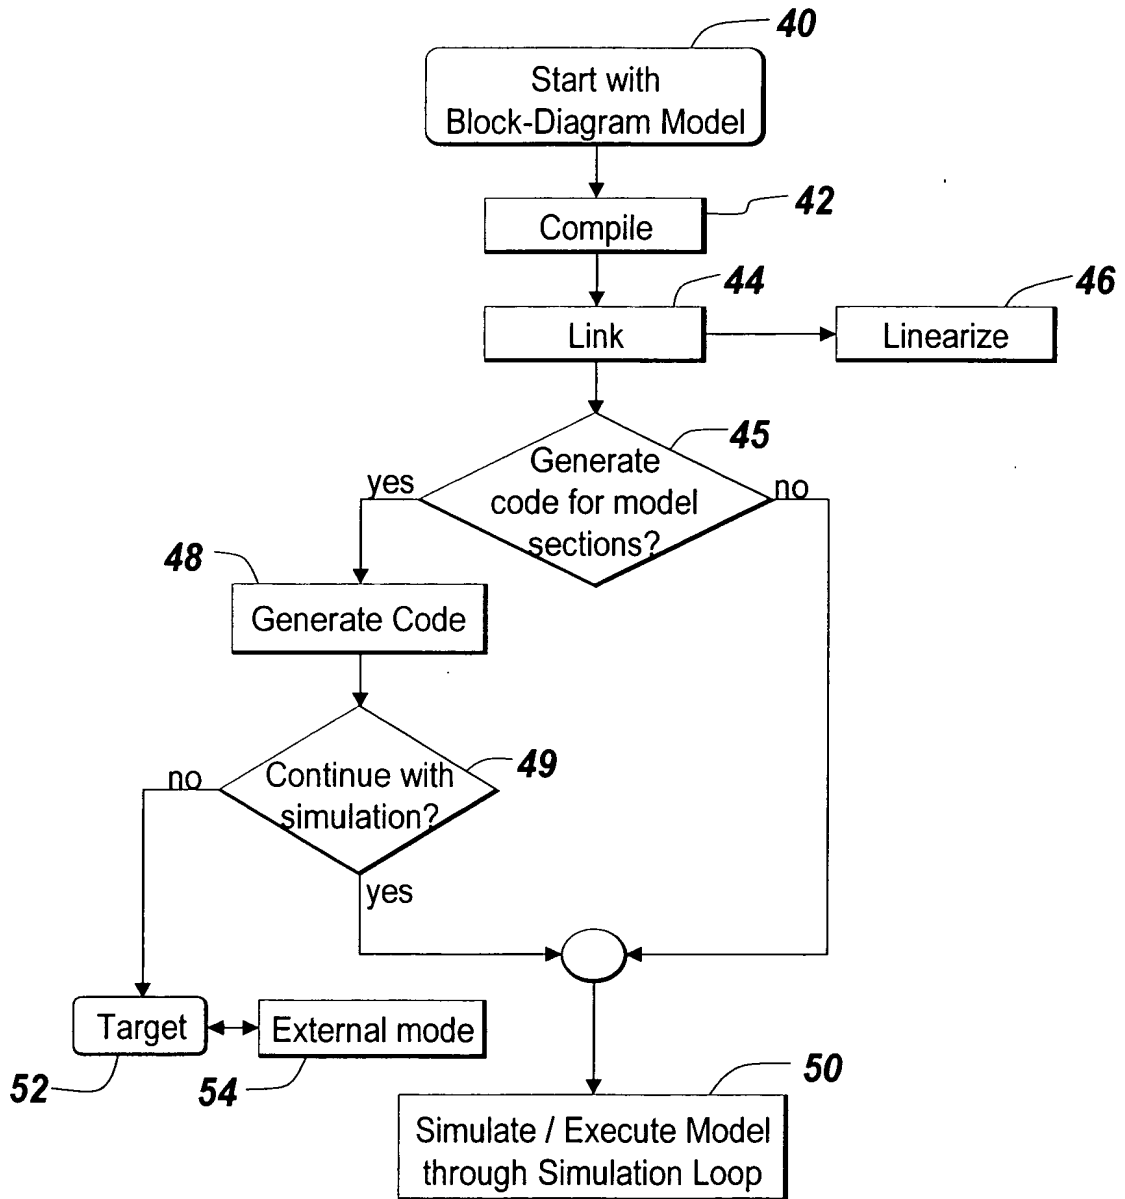 40
Start with
Block-Diagram Model
42
Compile
44
46
Link
Linearize
45
Generate
code for model
sections?
yes
no
48
Generate Code
49
Continue with
simulation?
no
yes
Target
External mode
52
54
50
Simulate / Execute Model
through Simulation Loop